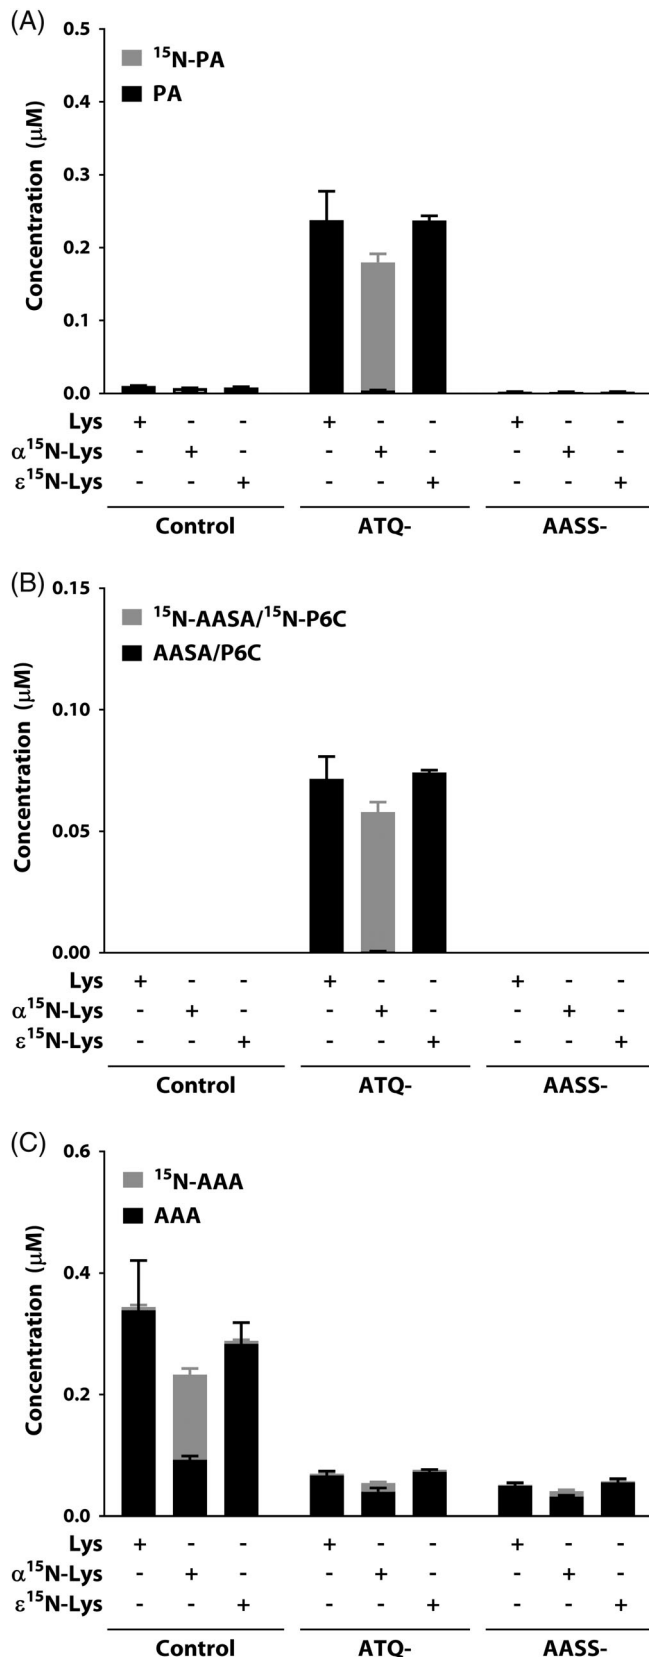 (A)
0.5
¹⁵N-PA
PA
0.4
0.3
0.2
0.1
0.0
Concentration (μM)
Lys + - - + - - + - -
α¹⁵N-Lys - + - - + - - + -
ε¹⁵N-Lys - - + - - + - - +
Control ATQ- AASS-
(B)
0.15
¹⁵N-AASA/¹⁵N-P6C
AASA/P6C
0.10
0.05
0.00
Concentration (μM)
Lys + - - + - - + - -
α¹⁵N-Lys - + - - + - - + -
ε¹⁵N-Lys - - + - - + - - +
Control ATQ- AASS-
(C)
0.6
¹⁵N-AAA
AAA
0.4
0.2
0.0
Concentration (μM)
Lys + - - + - - + - -
α¹⁵N-Lys - + - - + - - + -
ε¹⁵N-Lys - - + - - + - - +
Control ATQ- AASS-